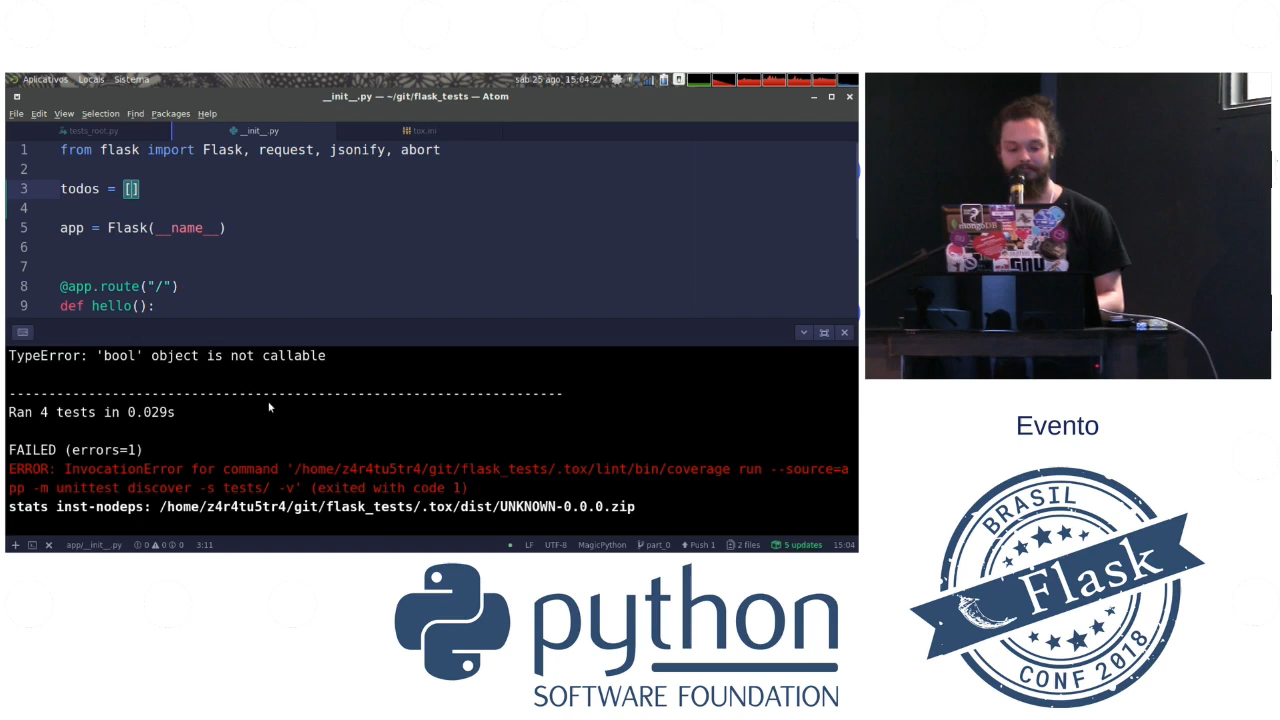 Aplicativos Locais Sistema sáb 25 ago, 15:04:27
__init__.py — ~/git/flask_tests — Atom
File Edit View Selection Find Packages Help
tests_root.py __init__.py tox.ini
1 from flask import Flask, request, jsonify, abort
2
3 todos = []
4
5 app = Flask(__name__)
6
7
8 @app.route("/")
9 def hello():
TypeError: 'bool' object is not callable
----------------------------------------------------------------------
Ran 4 tests in 0.029s
FAILED (errors=1)
ERROR: InvocationError for command '/home/z4r4tu5tr4/git/flask_tests/.tox/lint/bin/coverage run --source=a
pp -m unittest discover -s tests/ -v' (exited with code 1)
stats inst-nodeps: /home/z4r4tu5tr4/git/flask_tests/.tox/dist/UNKNOWN-0.0.0.zip
app/__init__.py 0 0 0 3:11 LF UTF-8 MagicPython part_0 Push 1 2 files 5 updates 15:04
mongoDB
GNU
Evento
BRASIL
Flask
CONF 2018
python
SOFTWARE FOUNDATION